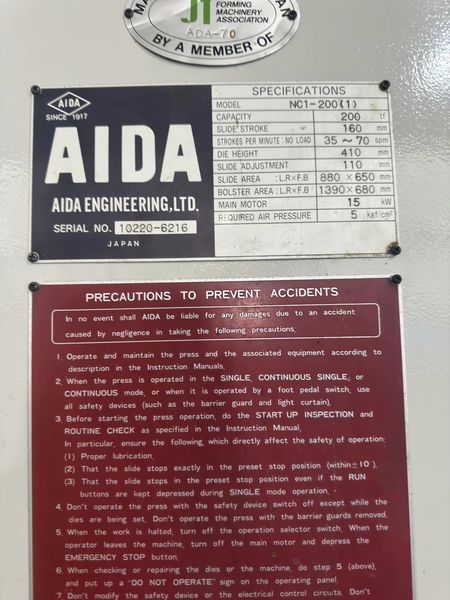 MA
AN
J1
FORMING
MACHINERY
ASSOCIATION
ADA-70
BY A MEMBER OF
AIDA
SINCE 1917
AIDA
AIDA ENGINEERING, LTD.
SERIAL NO. 10220-6216
JAPAN
SPECIFICATIONS
MODEL NC1-200(1)
CAPACITY 200 tf
SLIDE STROKE 160 mm
STROKES PER MINUTE : NO LOAD 35～70 spm
DIE HEIGHT 410 mm
SLIDE ADJUSTMENT 110 mm
SLIDE AREA : L.R×F.B 880 × 650 mm
BOLSTER AREA : L.R×F.B 1390×680 mm
MAIN MOTOR 15 kW
REQUIRED AIR PRESSURE 5 kgf/cm²
PRECAUTIONS TO PREVENT ACCIDENTS
In no event shall AIDA be liable for any damages due to an accident
caused by negligence in taking the following precautions.
1. Operate and maintain the press and the associated equipment according to
description in the Instruction Manuals.
2. When the press is operated in the SINGLE, CONTINUOUS SINGLE, or
CONTINUOUS mode, or when it is operated by a foot pedal switch, use
all safety devices (such as the barrier guard and light curtain).
3. Before starting the press operation, do the START UP INSPECTION and
ROUTINE CHECK as specified in the Instruction Manual.
In particular, ensure the following, which directly affect the safety of operation:
(1) Proper lubrication.
(2) That the slide stops exactly in the preset stop position (within±10°).
(3) That the slide stops in the preset stop position even if the RUN
buttons are kept depressed during SINGLE mode operation.
4. Don't operate the press with the safety device switch off except while the
dies are being set. Don't operate the press with the barrier guards removed.
5. When the work is halted, turn off the operation selector switch. When the
operator leaves the machine, turn off the main motor and depress the
EMERGENCY STOP button.
6. When checking or repairing the dies or the machine, do step 5 (above),
and put up a "DO NOT OPERATE" sign on the operating panel.
7. Don't modify the safety device or the electrical control circuits. Don't